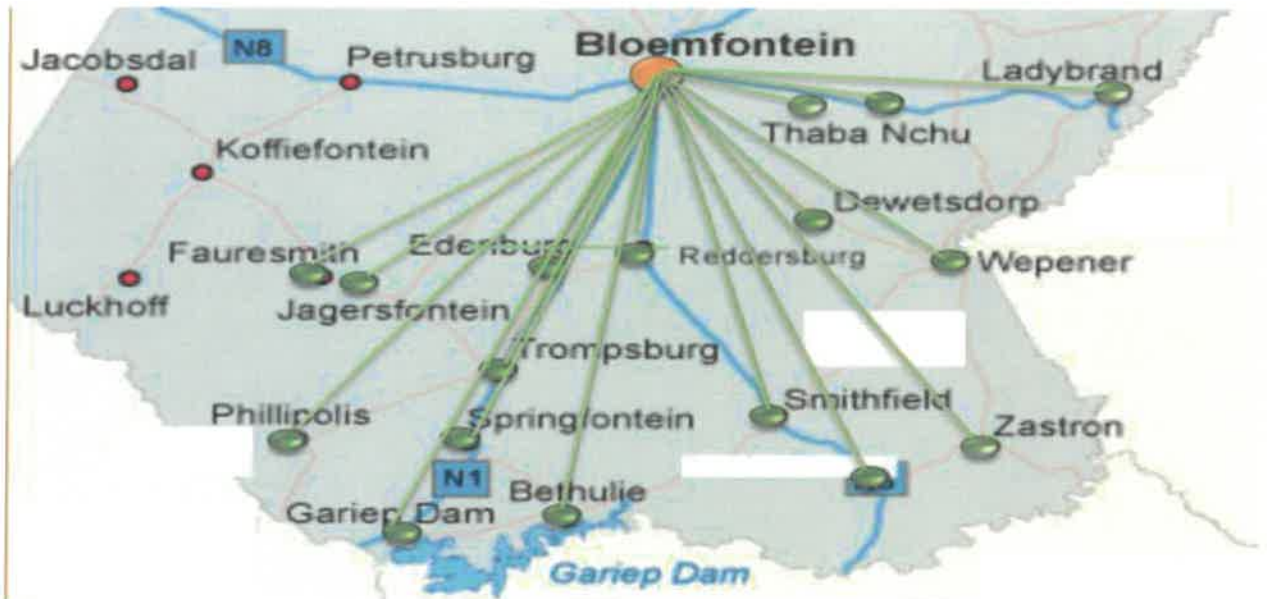 Bloemfontein
N8
Jacobsdal
Petrusburg
Ladybrand
Thaba Nchu
Koffiefontein
Dewetsdorp
Fauresmith
Edenburg
Reddersburg
Wepener
Luckhoff
Jagersfontein
Trompsburg
Phillipolis
Springfontein
Smithfield
Zastron
N1
Bethulie
Gariep Dam
Gariep Dam